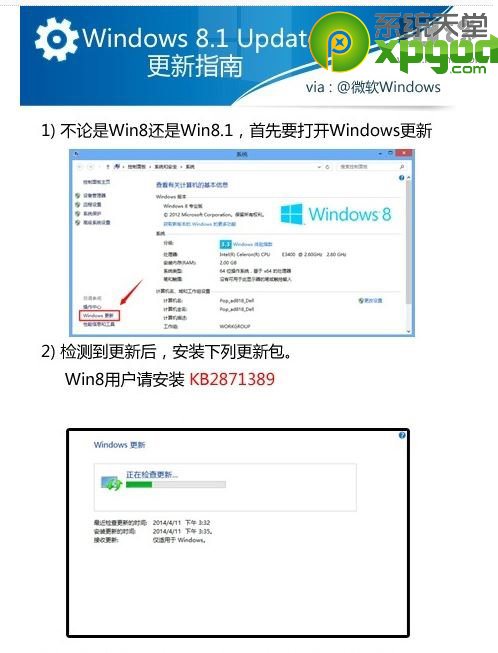 Windows 8.1 Updat
系统天堂
xpgod
.com
更新指南
via : @微软Windows
1) 不论是Win8还是Win8.1，首先要打开Windows更新
系统
控制面板 系统和安全 系统
搜索控制面板
控制面板主页
设备管理器
远程设置
系统保护
高级系统设置
查看有关计算机的基本信息
Windows 版本
Windows 8 专业版
© 2012 Microsoft Corporation。保留所有权利。
获取新版本的 Windows 的更多功能
Windows 8
系统
分级: 3.3 Windows 体验指数
处理器: Intel(R) Celeron(R) CPU E3400 @ 2.60GHz 2.60 GHz
安装内存(RAM): 2.00 GB
系统类型: 64 位操作系统，基于 x64 的处理器
笔和触摸: 没有可用于此显示器的笔或触控输入
计算机名、域和工作组设置
计算机名: Pop_ad818_Dell
更改设置
计算机全名: Pop_ad818_Dell
计算机描述:
工作组: WORKGROUP
另请参阅
操作中心
Windows 更新
性能信息和工具
2) 检测到更新后，安装下列更新包。
Win8用户请安装 KB2871389
Windows 更新
正在检查更新...
最近检查更新的时间: 2014/4/11 下午 3:32
安装更新的时间: 2014/4/11 下午 3:35。
接收更新: 仅适用于 Windows。